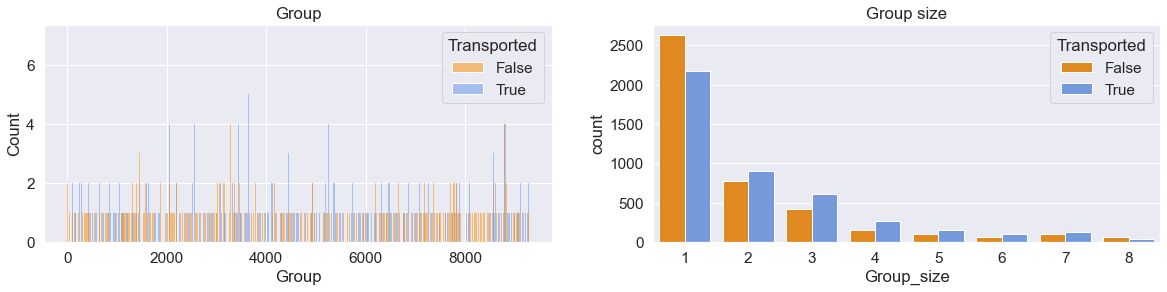 Group
Count
6
4
2
0
Transported
False
True
0 2000 4000 6000 8000
Group
Group size
count
2500
2000
1500
1000
500
0
Transported
False
True
1 2 3 4 5 6 7 8
Group_size